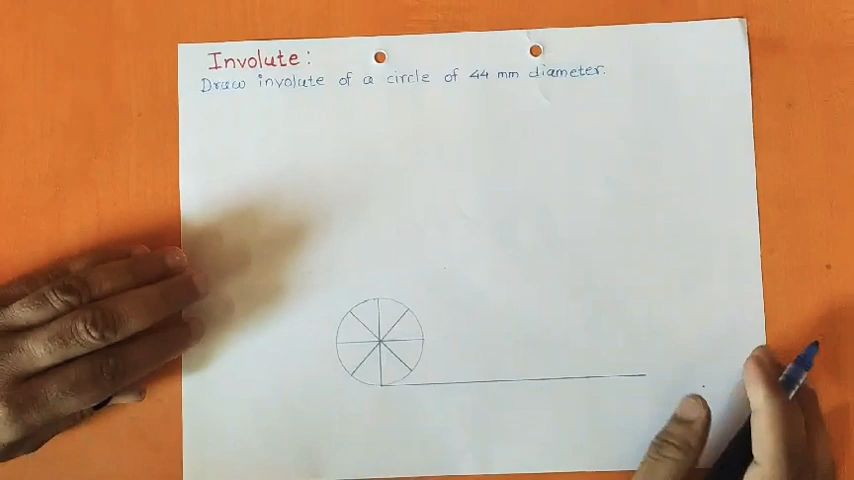 Involute:
Draw involute of a circle of 44 mm diameter.